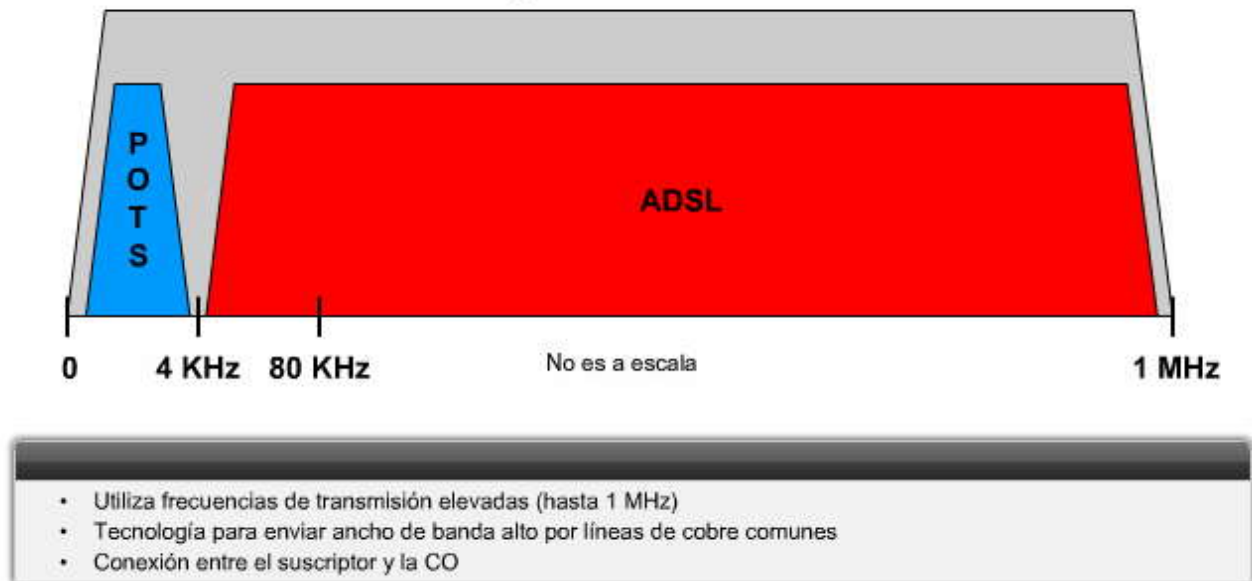 POTS
ADSL
0
4 KHz
80 KHz
No es a escala
1 MHz
• Utiliza frecuencias de transmisión elevadas (hasta 1 MHz)
• Tecnología para enviar ancho de banda alto por líneas de cobre comunes
• Conexión entre el suscriptor y la CO